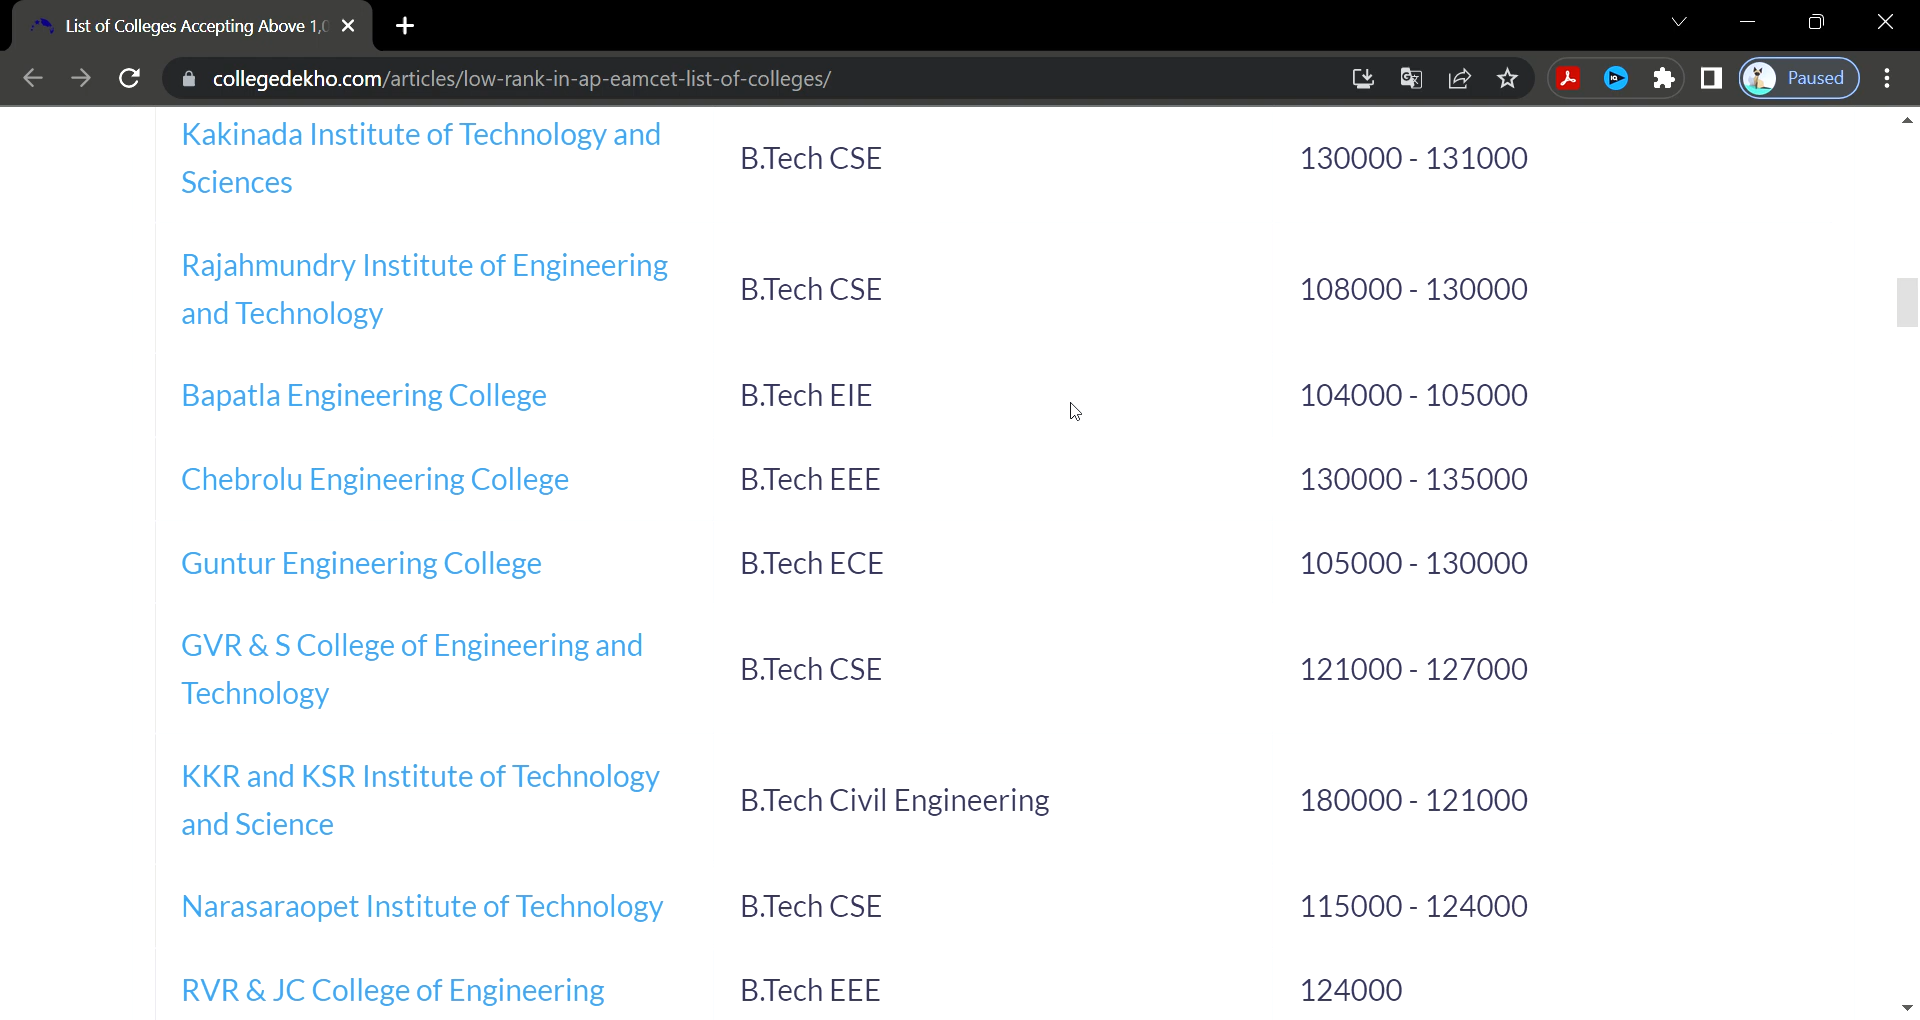 List of Colleges Accepting Above 1,0
collegedekho.com/articles/low-rank-in-ap-eamcet-list-of-colleges/
Paused
Kakinada Institute of Technology and
Sciences
B.Tech CSE
130000 - 131000
Rajahmundry Institute of Engineering
and Technology
B.Tech CSE
108000 - 130000
Bapatla Engineering College
B.Tech EIE
104000 - 105000
Chebrolu Engineering College
B.Tech EEE
130000 - 135000
Guntur Engineering College
B.Tech ECE
105000 - 130000
GVR & S College of Engineering and
Technology
B.Tech CSE
121000 - 127000
KKR and KSR Institute of Technology
and Science
B.Tech Civil Engineering
180000 - 121000
Narasaraopet Institute of Technology
B.Tech CSE
115000 - 124000
RVR & JC College of Engineering
B.Tech EEE
124000